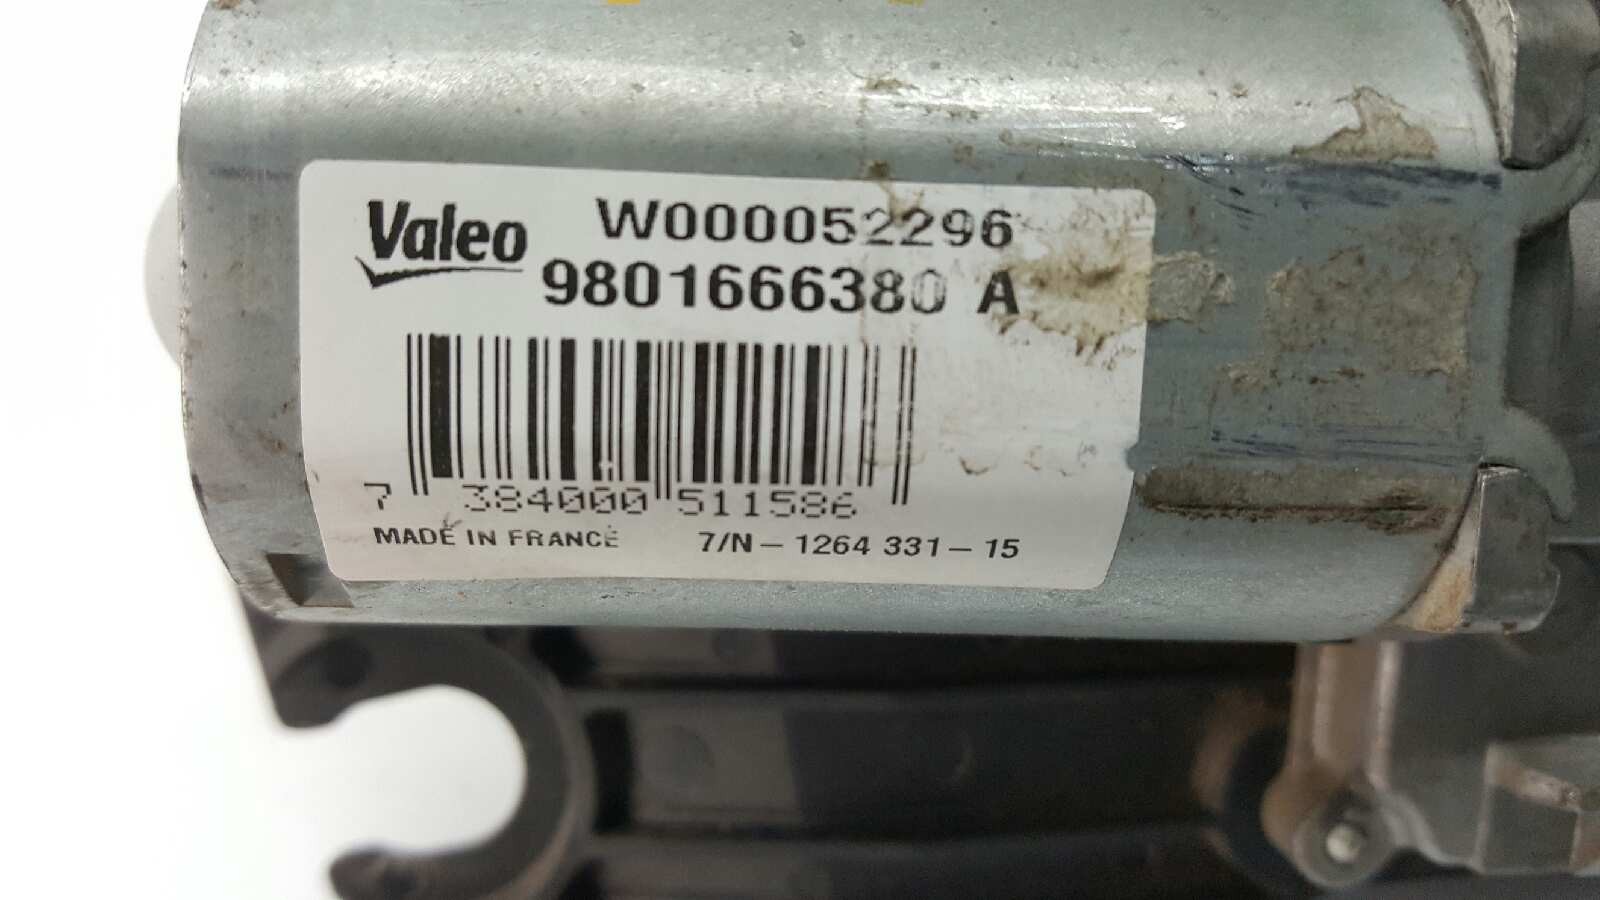 Valeo W000052296
9801666380 A
7 384000 511586
MADE IN FRANCE 7/N - 1264 331 - 15